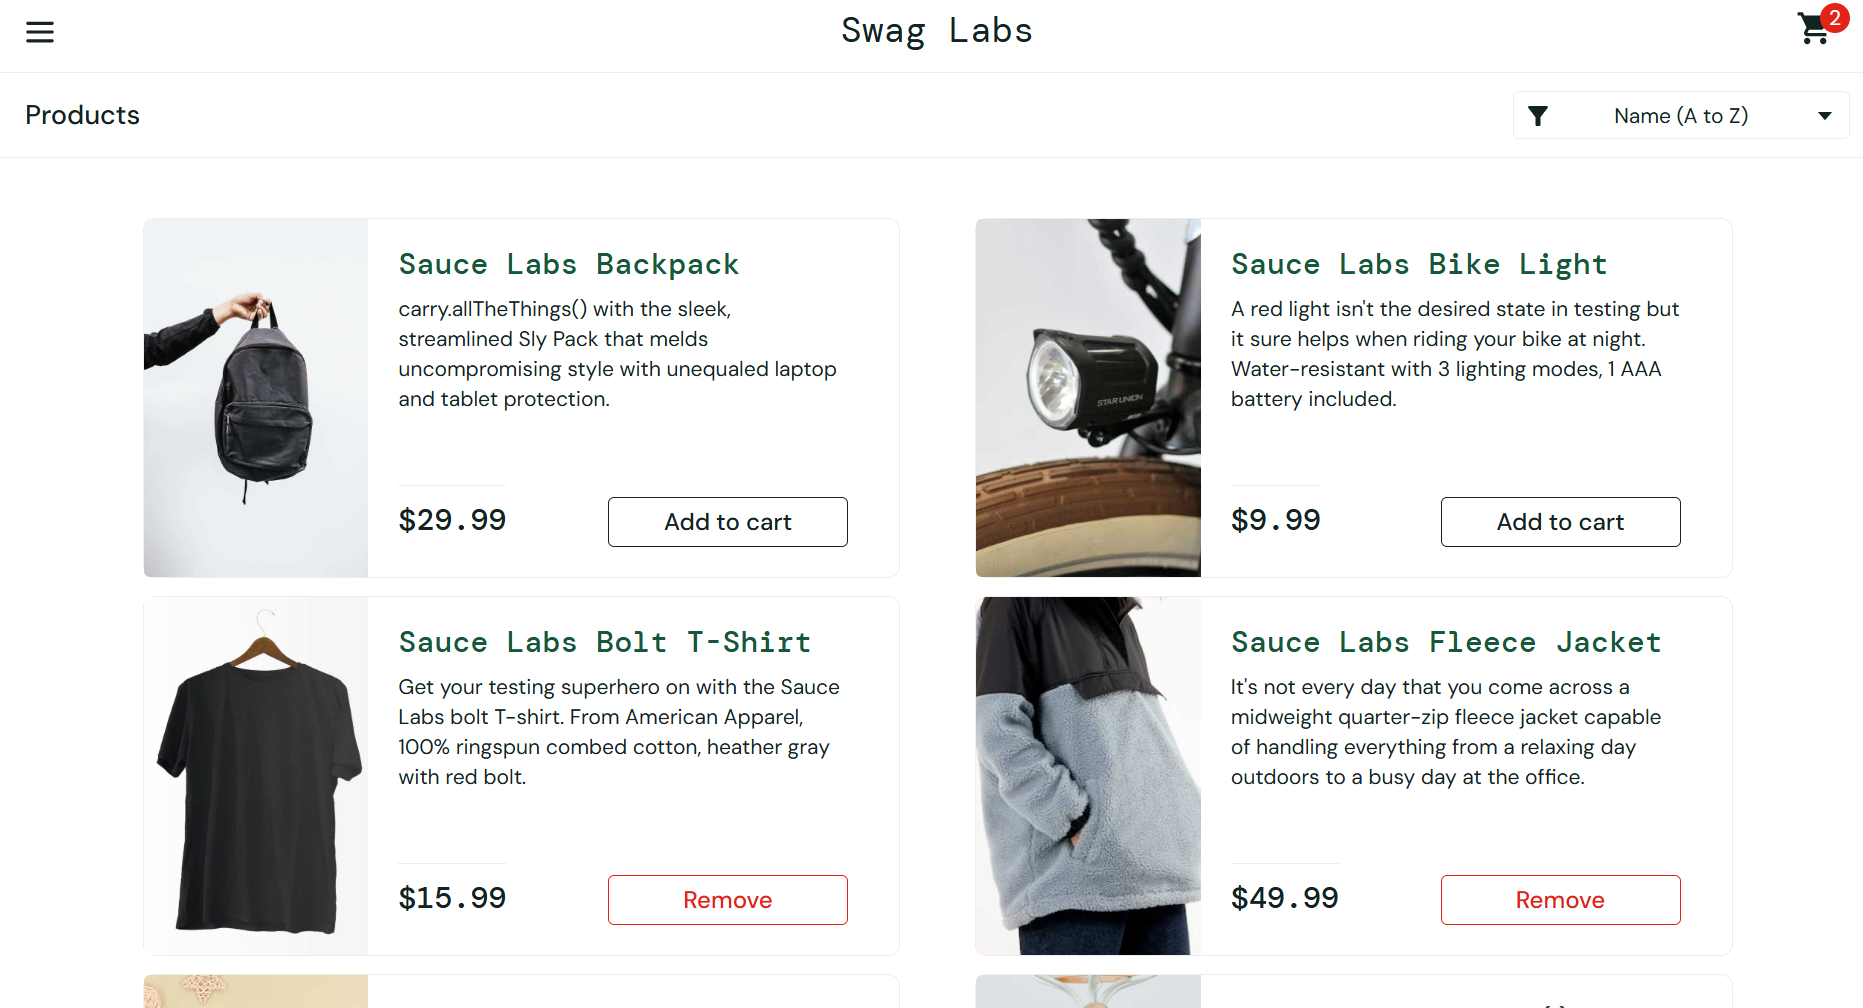 Swag Labs
2
Products
Name (A to Z)
Sauce Labs Backpack
carry.allTheThings() with the sleek,
streamlined Sly Pack that melds
uncompromising style with unequaled laptop
and tablet protection.
$29.99
Add to cart
Sauce Labs Bike Light
A red light isn't the desired state in testing but
it sure helps when riding your bike at night.
Water-resistant with 3 lighting modes, 1 AAA
battery included.
$9.99
Add to cart
STAR UNION
Sauce Labs Bolt T-Shirt
Get your testing superhero on with the Sauce
Labs bolt T-shirt. From American Apparel,
100% ringspun combed cotton, heather gray
with red bolt.
$15.99
Remove
Sauce Labs Fleece Jacket
It's not every day that you come across a
midweight quarter-zip fleece jacket capable
of handling everything from a relaxing day
outdoors to a busy day at the office.
$49.99
Remove